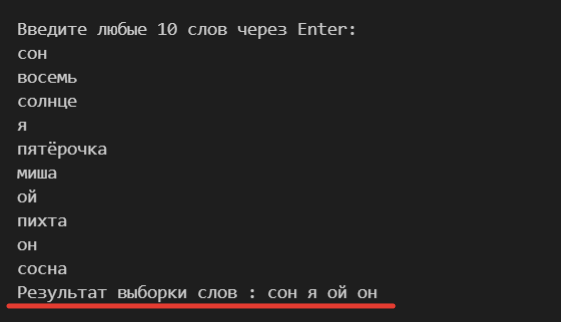 Введите любые 10 слов через Enter:
сон
восемь
солнце
я
пятёрочка
миша
ой
пихта
он
сосна
Результат выборки слов : сон я ой он